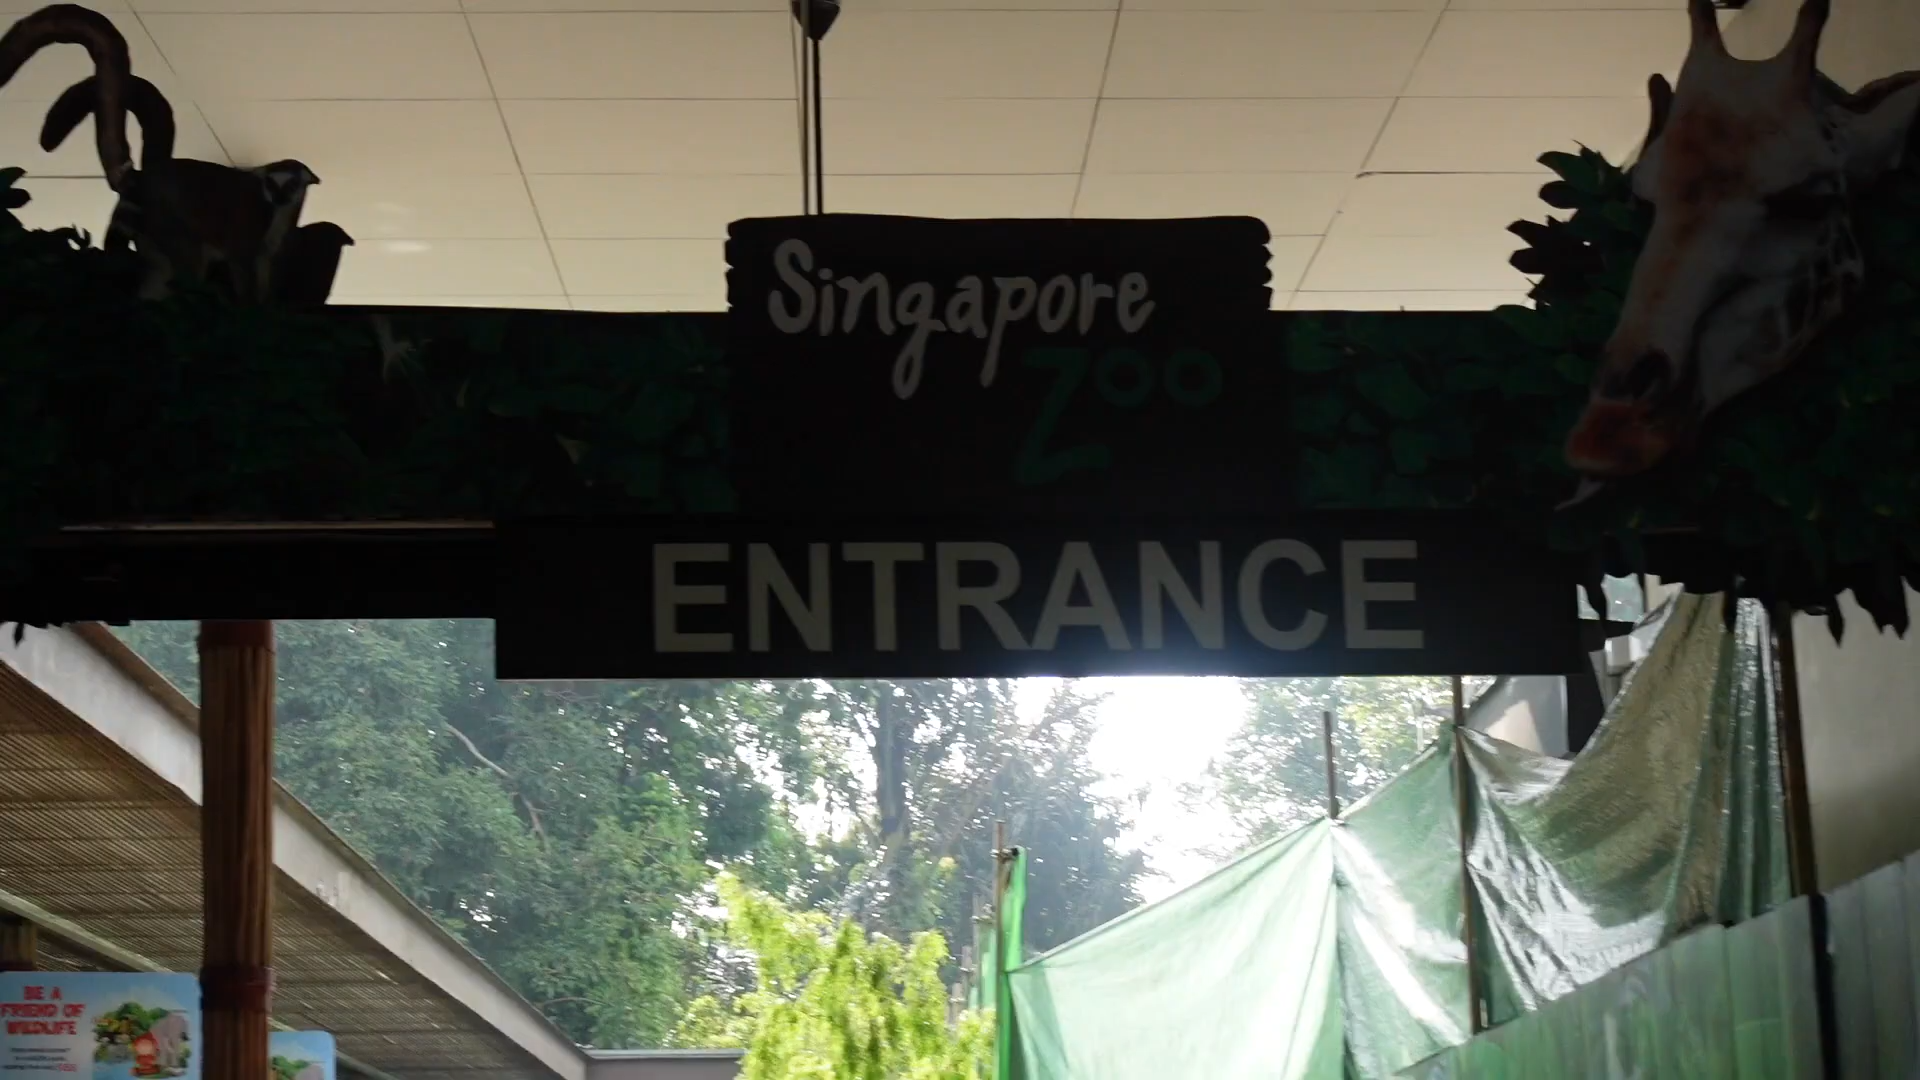 Singapore
Zoo
ENTRANCE
BE A
FRIEND OF
WILDLIFE